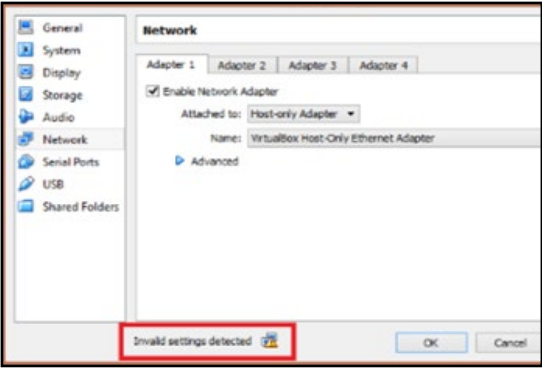 General
System
Display
Storage
Audio
Network
Serial Ports
USB
Shared Folders
Network
Adapter 1 Adapter 2 Adapter 3 Adapter 4
Enable Network Adapter
Attached to: Host-only Adapter
Name: VirtualBox Host-Only Ethernet Adapter
Advanced
Invalid settings detected
OK Cancel